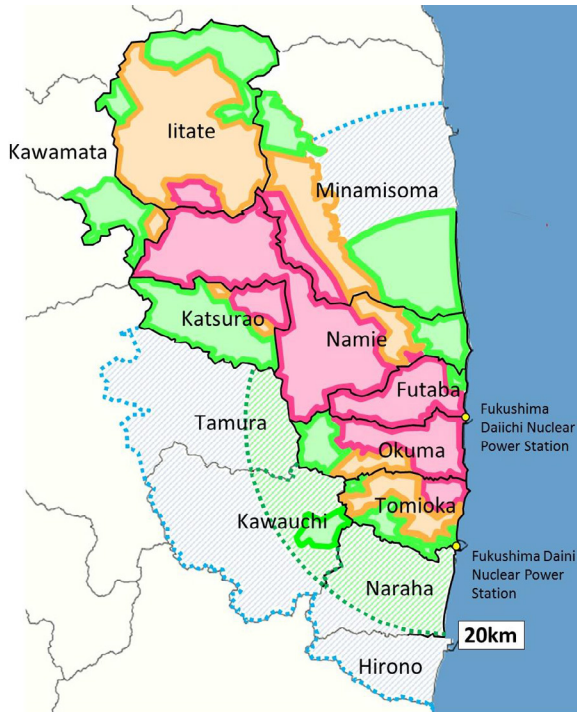 Iitate
Kawamata
Minamisoma
Katsurao
Namie
Futaba
Tamura
Fukushima
Daiichi Nuclear
Power Station
Okuma
Tomioka
Kawauchi
Fukushima Daini
Nuclear Power
Station
Naraha
20km
Hirono